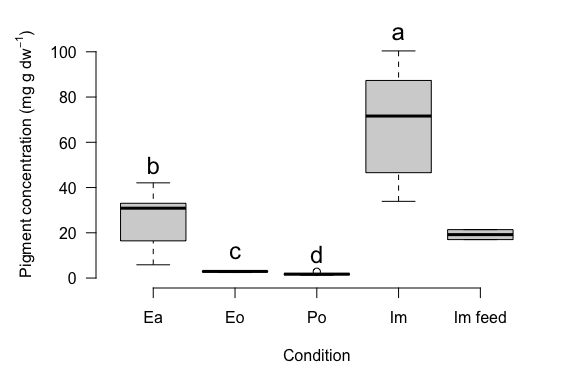 Pigment concentration (mg g dw⁻¹)
100
80
60
40
20
0
a
b
c
d
Ea Eo Po Im Im feed
Condition